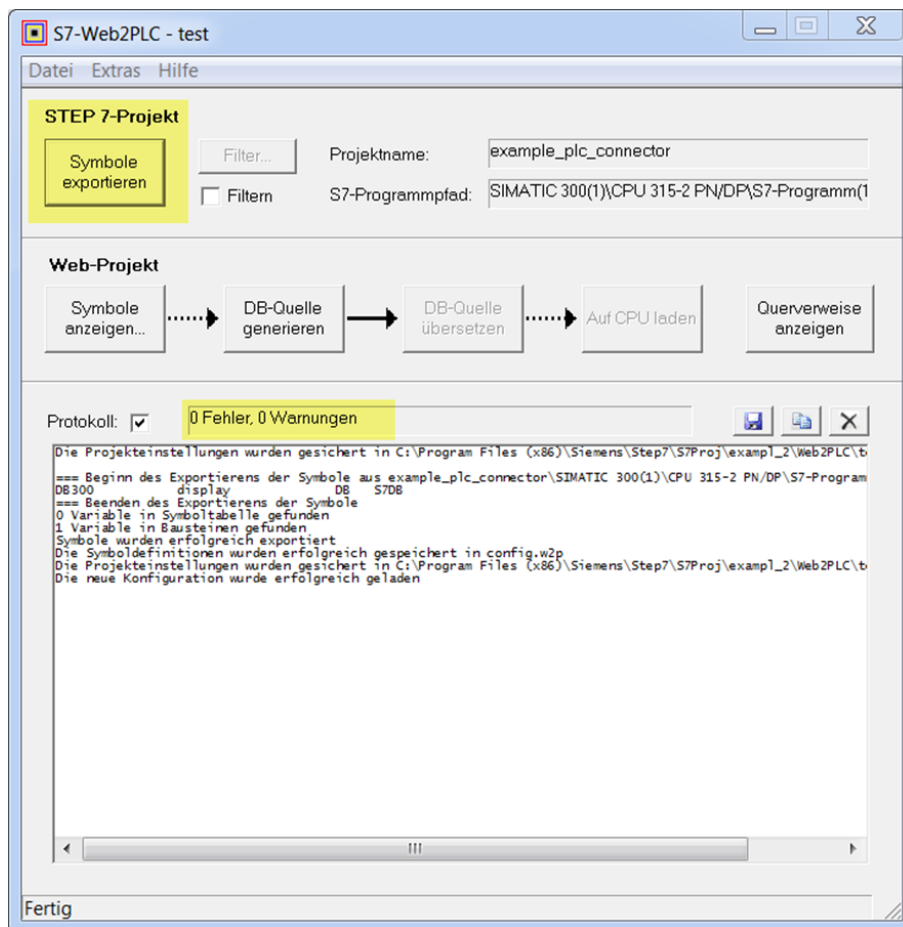 S7-Web2PLC - test
Datei Extras Hilfe
STEP 7-Projekt
Symbole
exportieren
Filter...
Filtern
Projektname:
example_plc_connector
S7-Programmpfad:
SIMATIC 300(1)\CPU 315-2 PN/DP\S7-Programm(1
Web-Projekt
Symbole
anzeigen...
DB-Quelle
generieren
DB-Quelle
übersetzen
Auf CPU laden
Querverweise
anzeigen
Protokoll:
0 Fehler, 0 Warnungen
Die Projekteinstellungen wurden gesichert in C:\Program Files (x86)\Siemens\Step7\S7Proj\exampl_2\Web2PLC\t
=== Beginn des Exportierens der Symbole aus example_plc_connector\SIMATIC 300(1)\CPU 315-2 PN/DP\S7-Program
DB300 display DB S7DB
=== Beenden des Exportierens der Symbole
0 Variable in Symboltabelle gefunden
1 Variable in Bausteinen gefunden
Symbole wurden erfolgreich exportiert
Die Symboldefinitionen wurden erfolgreich gespeichert in config.w2p
Die Projekteinstellungen wurden gesichert in C:\Program Files (x86)\Siemens\Step7\S7Proj\exampl_2\Web2PLC\t
Die neue Konfiguration wurde erfolgreich geladen
Fertig